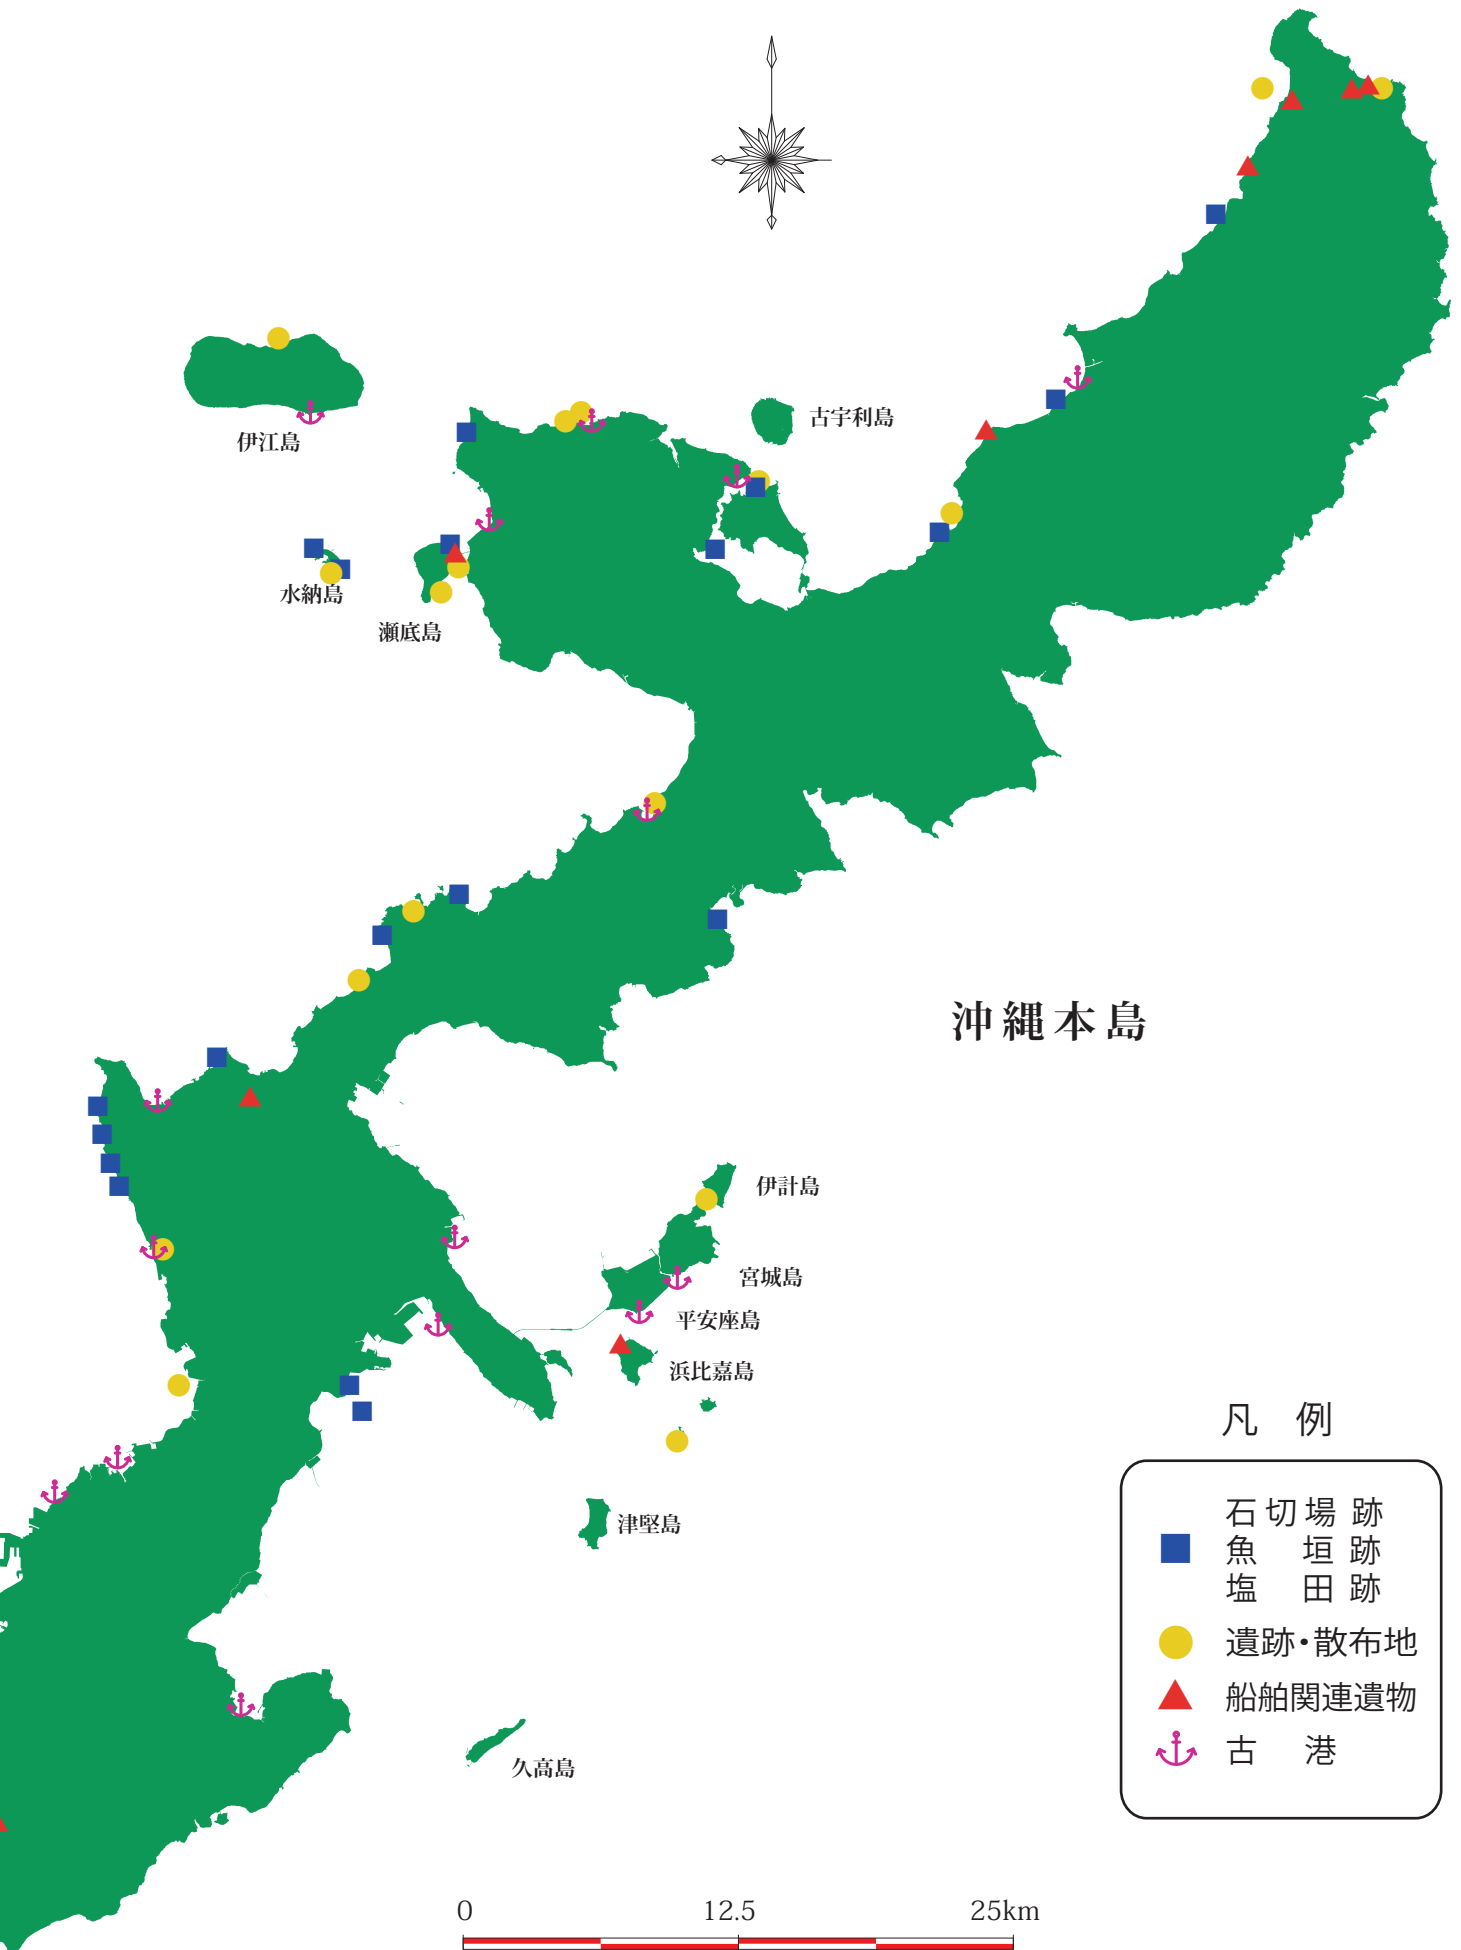 古宇利島
伊江島
水納島
瀬底島
沖縄本島
伊計島
宮城島
平安座島
浜比嘉島
津堅島
久高島
凡 例
石切場跡
魚 垣跡
塩 田跡
遺跡・散布地
船舶関連遺物
古 港
0 12.5 25km